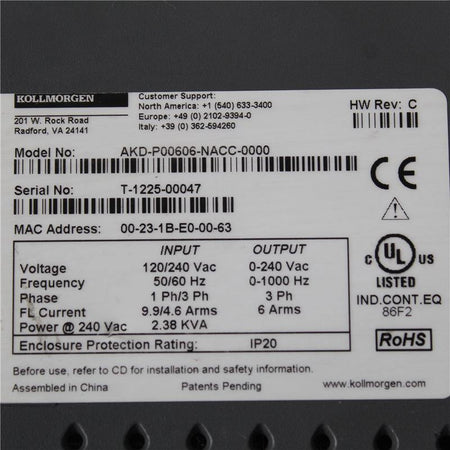 KOLLMORGEN
201 W. Rock Road
Radford, VA 24141
Customer Support:
North America: +1 (540) 633-3400
Europe: +49 (0) 2102-9394-0
Italy: +39 (0) 362-594260
HW Rev: C
Model No: AKD-P00606-NACC-0000
Serial No: T-1225-00047
MAC Address: 00-23-1B-E0-00-63
CE
INPUT OUTPUT
Voltage 120/240 Vac 0-240 Vac
Frequency 50/60 Hz 0-1000 Hz
Phase 1 Ph/3 Ph 3 Ph
FL Current 9.9/4.6 Arms 6 Arms
Power @ 240 Vac 2.38 KVA
Enclosure Protection Rating: IP20
C UL US
LISTED
IND.CONT.EQ
86F2
RoHS
Before use, refer to CD for installation instructions.
Assembled in China Patents Pending www.kollmorgen.com